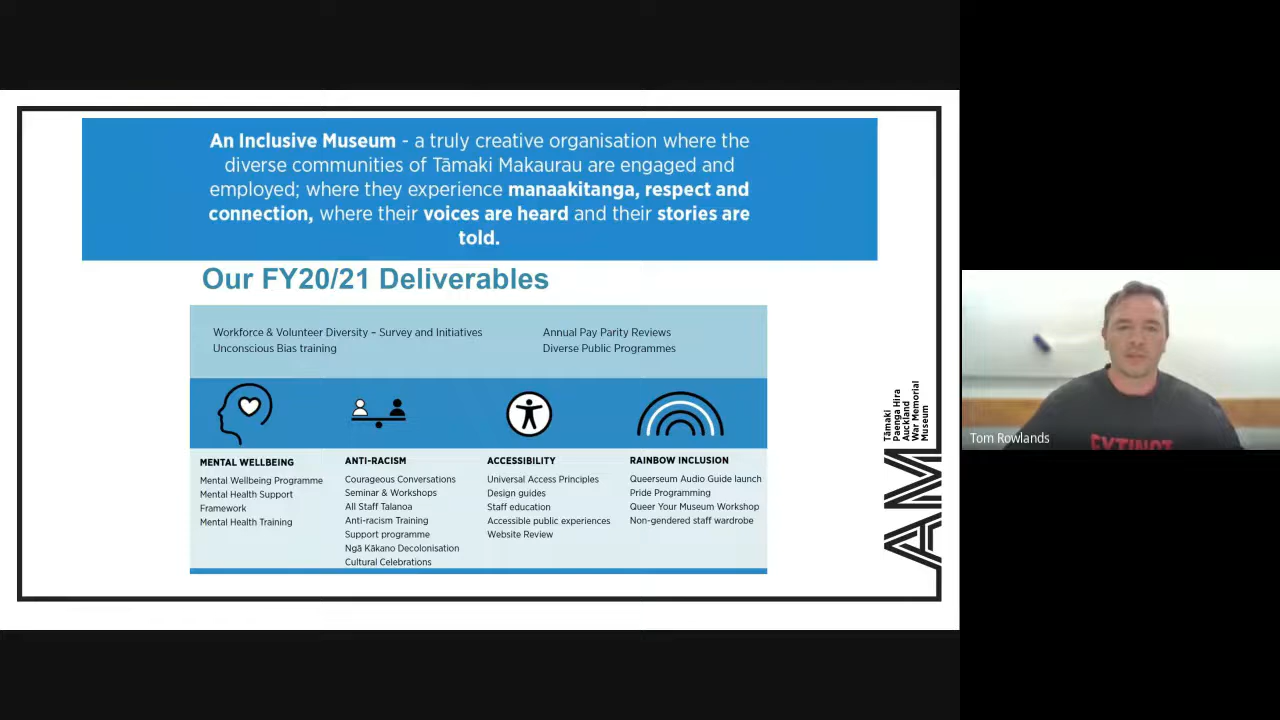 An Inclusive Museum - a truly creative organisation where the
diverse communities of Tāmaki Makaurau are engaged and
employed; where they experience manaakitanga, respect and
connection, where their voices are heard and their stories are
told.
Our FY20/21 Deliverables
Workforce & Volunteer Diversity – Survey and Initiatives
Unconscious Bias training
Annual Pay Parity Reviews
Diverse Public Programmes
MENTAL WELLBEING
Mental Wellbeing Programme
Mental Health Support
Framework
Mental Health Training
ANTI-RACISM
Courageous Conversations
Seminar & Workshops
All Staff Talanoa
Anti-racism Training
Support programme
Ngā Kākano Decolonisation
Cultural Celebrations
ACCESSIBILITY
Universal Access Principles
Design guides
Staff education
Accessible public experiences
Website Review
RAINBOW INCLUSION
Queerseum Audio Guide launch
Pride Programming
Queer Your Museum Workshop
Non-gendered staff wardrobe
Tāmaki
Paenga Hira
Auckland
War Memorial
Museum
AM
Tom Rowlands
EXTINCT